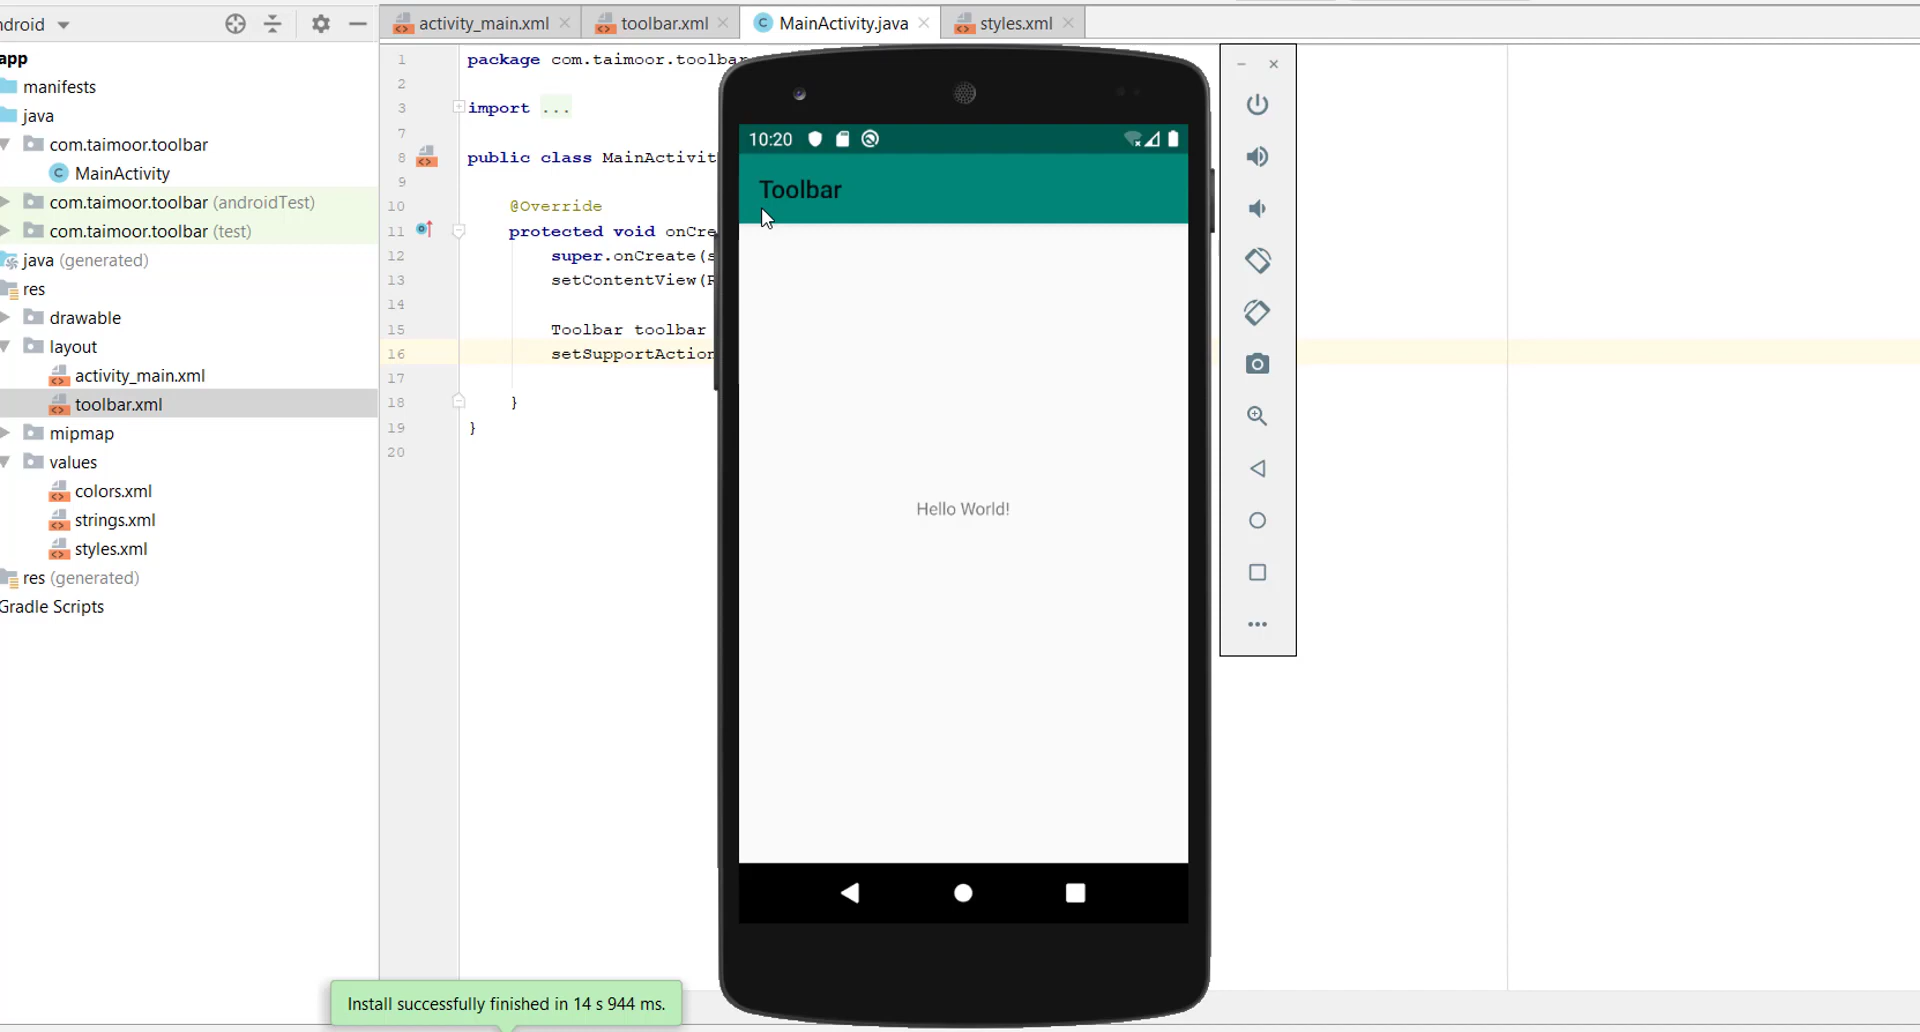 ndroid
activity_main.xml
toolbar.xml
MainActivity.java
styles.xml
app
manifests
java
com.taimoor.toolbar
MainActivity
com.taimoor.toolbar (androidTest)
com.taimoor.toolbar (test)
java (generated)
res
drawable
layout
activity_main.xml
toolbar.xml
mipmap
values
colors.xml
strings.xml
styles.xml
res (generated)
Gradle Scripts
1 package com.taimoor.toolbar
2
3 import ...
7
8 public class MainActivit
9
10 @Override
11 protected void onCre
12 super.onCreate(s
13 setContentView(R
14
15 Toolbar toolbar
16 setSupportAction
17
18 }
19 }
20
10:20
Toolbar
Hello World!
Install successfully finished in 14 s 944 ms.